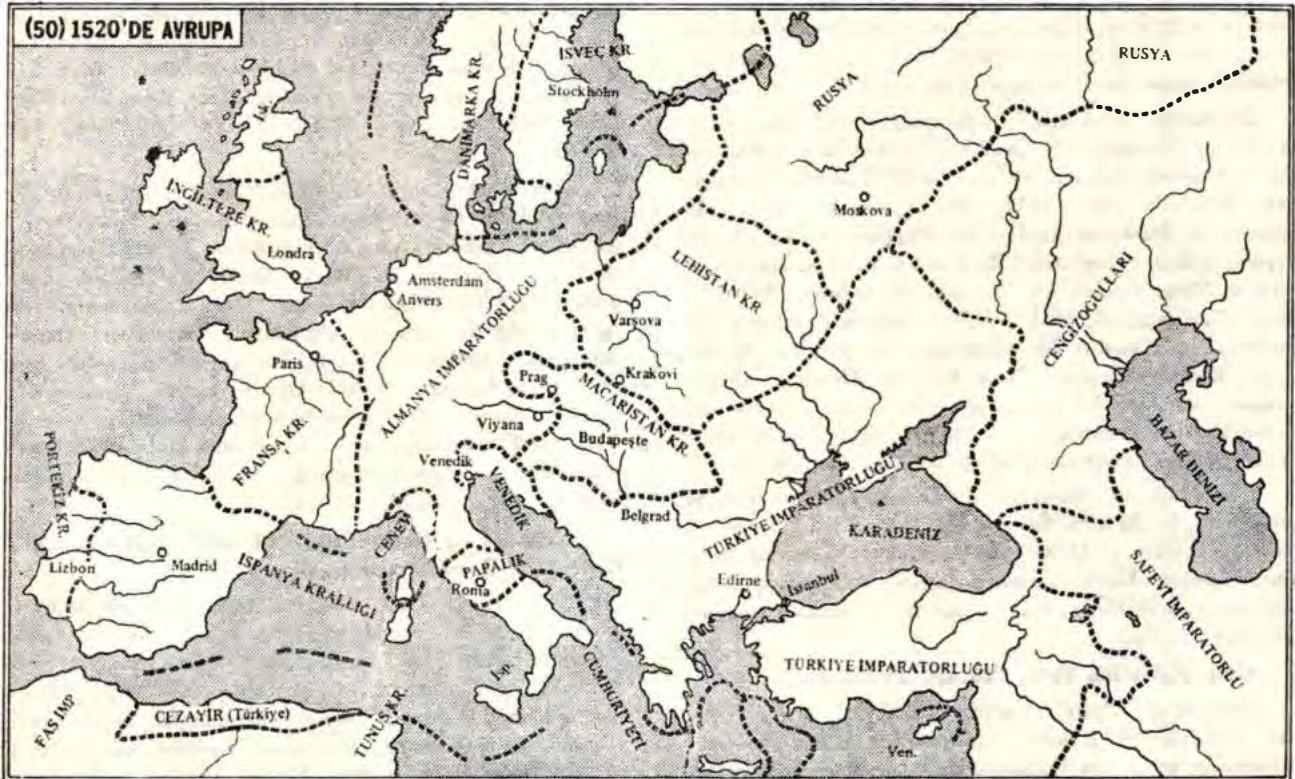 (50) 1520'DE AVRUPA
İSVEÇ KR.
Stockholm
DANİMARKA KR.
RUSYA
RUSYA
Moskova
İNGİLTERE KR.
Londra
Amsterdam
Anvers
LEHİSTAN KR.
Varşova
Krakovi
CENGİZOĞULLARI
Paris
ALMANYA İMPARATORLUĞU
Prag
MACARİSTAN KR.
Viyana
Budapeşte
FRANSA KR.
Venedik
VENEDİK
CUMHURİYETİ
Belgrad
PORTEKİZ KR.
Lizbon
Madrid
İSPANYA KRALLIĞI
CENEV
PAPALIK
Roma
İsp.
TÜRKİYE İMPARATORLUĞU
KARADENİZ
HAZAR DENİZİ
Edirne
İstanbul
SAFEVİ İMPARATORLU
TÜRKİYE İMPARATORLUĞU
Ven.
FAS İMP
CEZAYİR (Türkiye)
TUNUS KR.